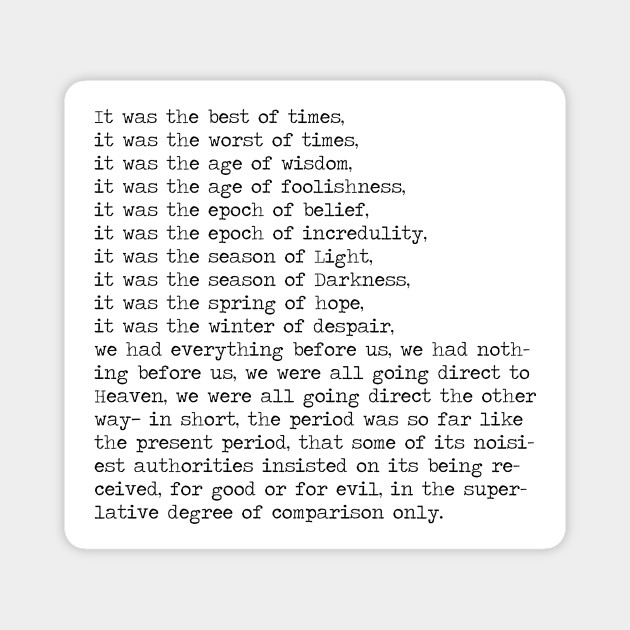 It was the best of times,
it was the worst of times,
it was the age of wisdom,
it was the age of foolishness,
it was the epoch of belief,
it was the epoch of incredulity,
it was the season of Light,
it was the season of Darkness,
it was the spring of hope,
it was the winter of despair,
we had everything before us, we had noth-
ing before us, we were all going direct to
Heaven, we were all going direct the other
way- in short, the period was so far like
the present period, that some of its noisi-
est authorities insisted on its being re-
ceived, for good or for evil, in the super-
lative degree of comparison only.